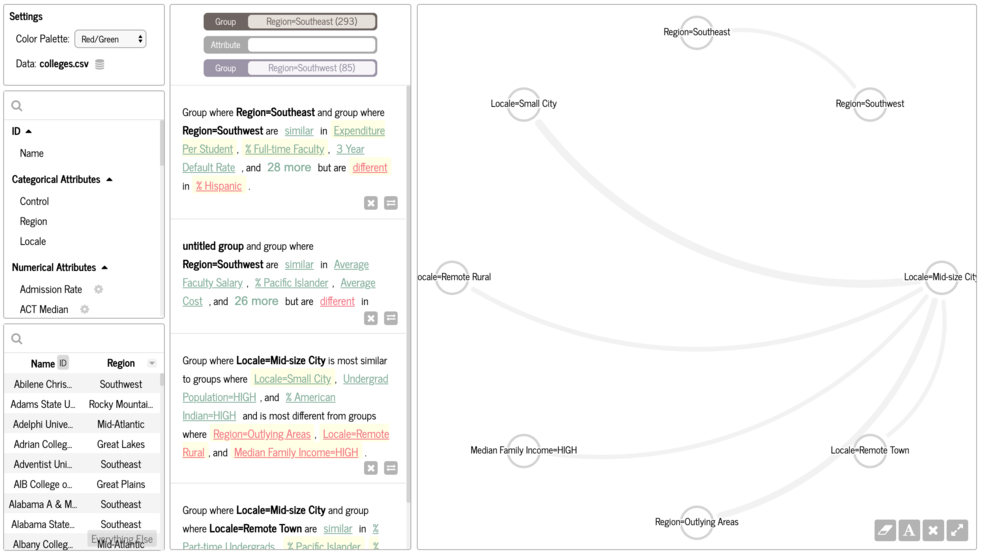 Settings
Color Palette: Red/Green
Data: colleges.csv
ID
Name
Categorical Attributes
Control
Region
Locale
Numerical Attributes
Admission Rate
ACT Median
Name ID Region
Abilene Chris... Southwest
Adams State U... Rocky Mountai...
Adelphi Unive... Mid-Atlantic
Adrian Colleg... Great Lakes
Adventist Uni... Southeast
AIB College o... Great Plains
Alabama A & M... Southeast
Alabama State... Southeast
Albany Colleg... Mid-Atlantic
Everything Else
Group Region=Southeast (293)
Attribute
Group Region=Southwest (85)
Group where Region=Southeast and group where
Region=Southwest are similar in Expenditure
Per Student , % Full-time Faculty , 3 Year
Default Rate , and 28 more but are different
in % Hispanic .
untitled group and group where
Region=Southwest are similar in Average
Faculty Salary , % Pacific Islander , Average
Cost , and 26 more but are different in
Group where Locale=Mid-size City is most similar
to groups where Locale=Small City , Undergrad
Population=HIGH , and % American
Indian=HIGH and is most different from groups
where Region=Outlying Areas , Locale=Remote
Rural , and Median Family Income=HIGH .
Group where Locale=Mid-size City and group
where Locale=Remote Town are similar in %
Part-time Undergrads , % Pacific Islander , %
Region=Southeast
Locale=Small City
Region=Southwest
ocale=Remote Rural
Locale=Mid-size City
Median Family Income=HIGH
Locale=Remote Town
Region=Outlying Areas
A